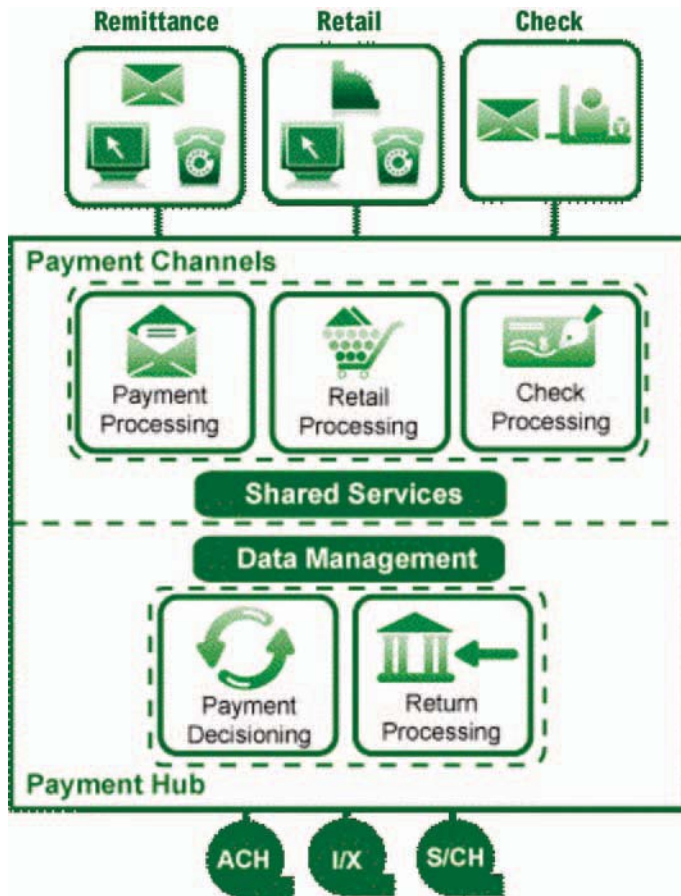 Remittance
Retail
Check
Payment Channels
Payment
Processing
Retail
Processing
Check
Processing
Shared Services
Data Management
Payment
Decisioning
Return
Processing
Payment Hub
ACH
I/X
S/CH